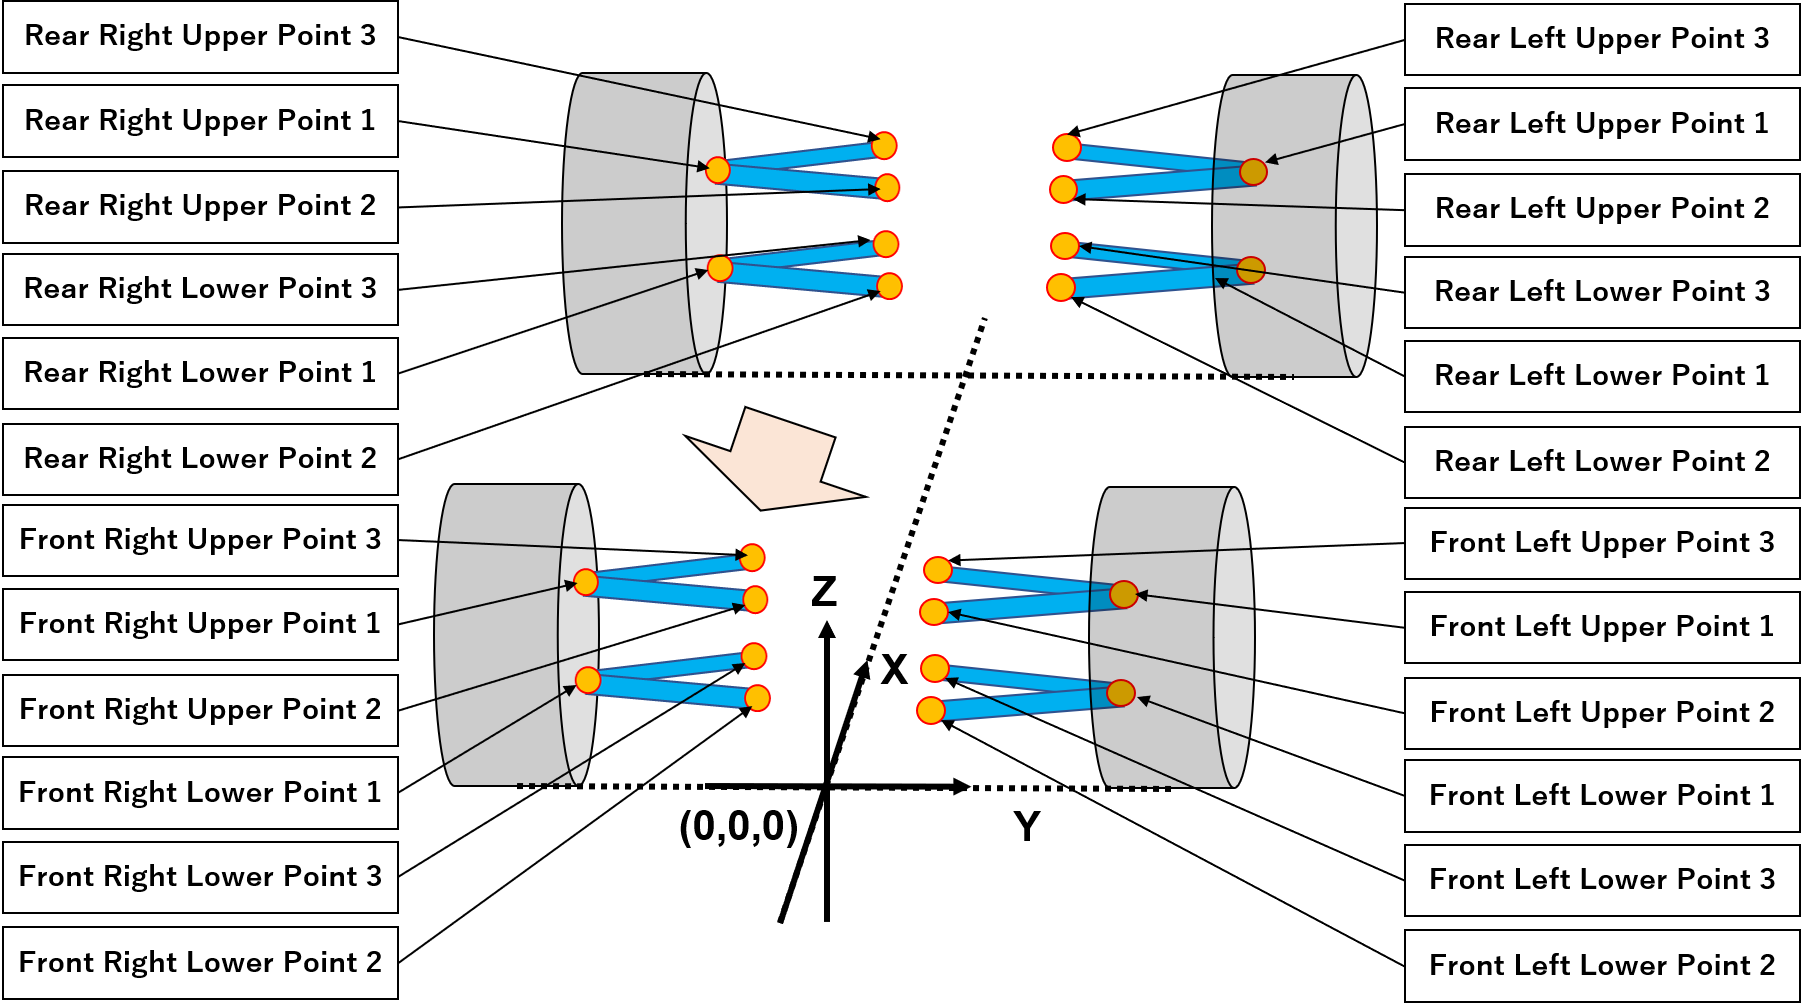 Rear Right Upper Point 3
Rear Right Upper Point 1
Rear Right Upper Point 2
Rear Right Lower Point 3
Rear Right Lower Point 1
Rear Right Lower Point 2
Front Right Upper Point 3
Front Right Upper Point 1
Front Right Upper Point 2
Front Right Lower Point 1
Front Right Lower Point 3
Front Right Lower Point 2
Z
X
(0,0,0)
Y
Rear Left Upper Point 3
Rear Left Upper Point 1
Rear Left Upper Point 2
Rear Left Lower Point 3
Rear Left Lower Point 1
Rear Left Lower Point 2
Front Left Upper Point 3
Front Left Upper Point 1
Front Left Upper Point 2
Front Left Lower Point 1
Front Left Lower Point 3
Front Left Lower Point 2